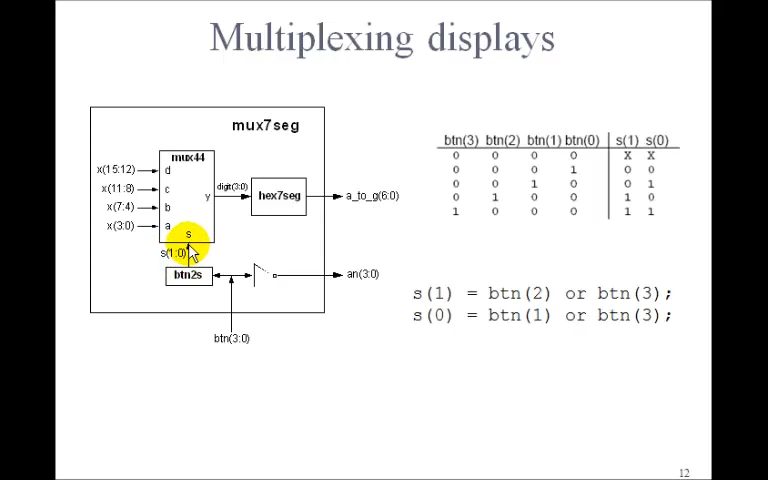 Multiplexing displays
mux7seg
mux44
x(15:12)
d
x(11:8)
c
x(7:4)
b
x(3:0)
a
y
s
digit(3:0)
hex7seg
a_to_g(6:0)
s(1:0)
btn2s
an(3:0)
btn(3:0)
btn(3) btn(2) btn(1) btn(0) s(1) s(0)
0 0 0 0 X X
0 0 0 1 0 0
0 0 1 0 0 1
0 1 0 0 1 0
1 0 0 0 1 1
s(1) = btn(2) or btn(3);
s(0) = btn(1) or btn(3);
12